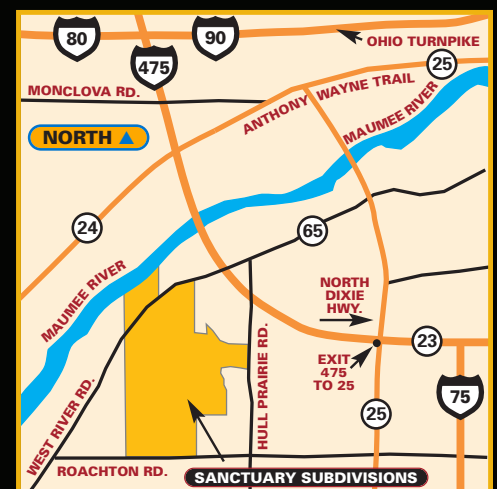 80
90
OHIO TURNPIKE
475
25
MONCLOVA RD.
ANTHONY WAYNE TRAIL
MAUMEE RIVER
NORTH ▲
24
65
MAUMEE RIVER
NORTH
DIXIE
HWY.
23
EXIT
475
TO 25
HULL PRAIRIE RD.
75
25
WEST RIVER RD.
ROACHTON RD.
SANCTUARY SUBDIVISIONS